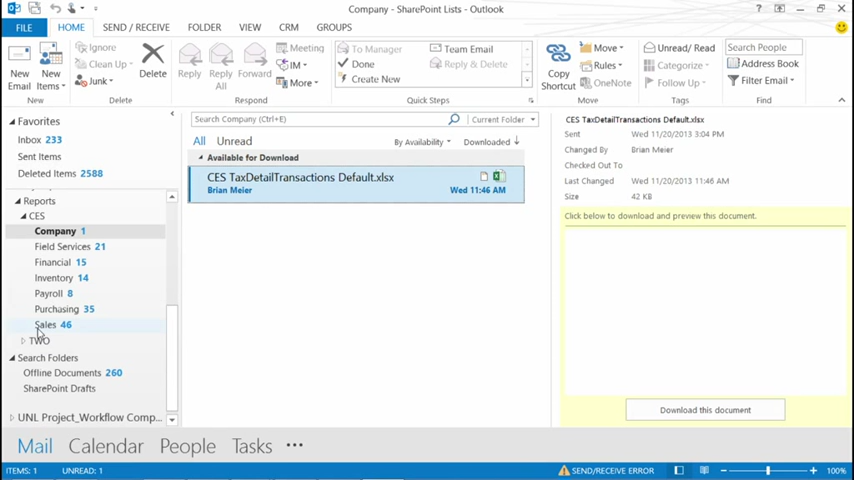 Company - SharePoint Lists - Outlook
FILE HOME SEND / RECEIVE FOLDER VIEW CRM GROUPS
New Email
New Items
New
Ignore
Clean Up
Junk
Delete
Delete
Reply
Reply All
Forward
Meeting
IM
More
Respond
To Manager
Done
Create New
Team Email
Reply & Delete
Quick Steps
Copy Shortcut
Move
Rules
OneNote
Move
Unread/ Read
Categorize
Follow Up
Tags
Search People
Address Book
Filter Email
Find
Favorites
Inbox 233
Sent Items
Deleted Items 2588
Reports
CES
Company 1
Field Services 21
Financial 15
Inventory 14
Payroll 8
Purchasing 35
Sales 46
TWO
Search Folders
Offline Documents 260
SharePoint Drafts
UNL Project_Workflow Comp...
Search Company (Ctrl+E)
Current Folder
All Unread
By Availability
Downloaded
Available for Download
CES TaxDetailTransactions Default.xlsx
Brian Meier
Wed 11:46 AM
CES TaxDetailTransactions Default.xlsx
Sent Wed 11/20/2013 3:04 PM
Changed By Brian Meier
Checked Out To
Last Changed Wed 11/20/2013 11:46 AM
Size 42 KB
Click below to download and preview this document.
Download this document
Mail Calendar People Tasks •••
ITEMS: 1 UNREAD: 1
SEND/RECEIVE ERROR
100%